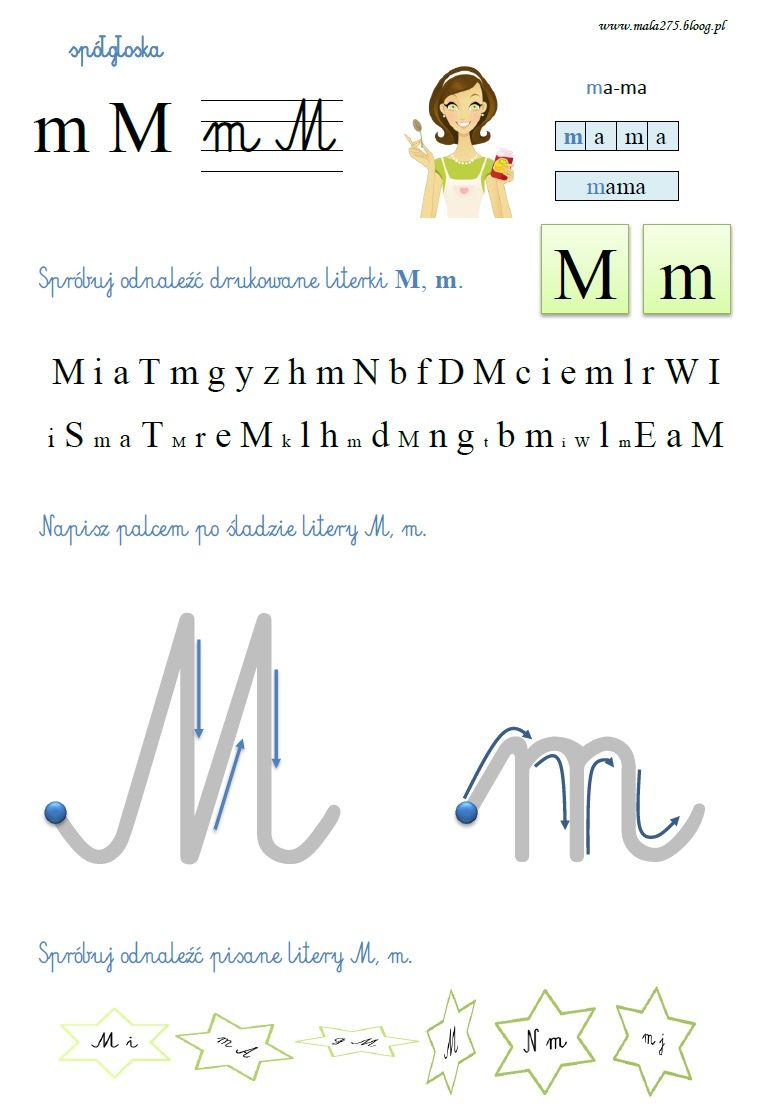 www.mala275.bloog.pl
spółgłoska
m M m M
ma-ma
m a m a
mama
M m
Spróbuj odnaleźć drukowane literki M, m.
M i a T m g y z h m N b f D M c i e m l r W I
i S m a T M r e M k l h m d M n g t b m i W l m E a M
Napisz palcem po śladzie litery M, m.
M m
Spróbuj odnaleźć pisane litery M, m.
M i m A g M M N m m j